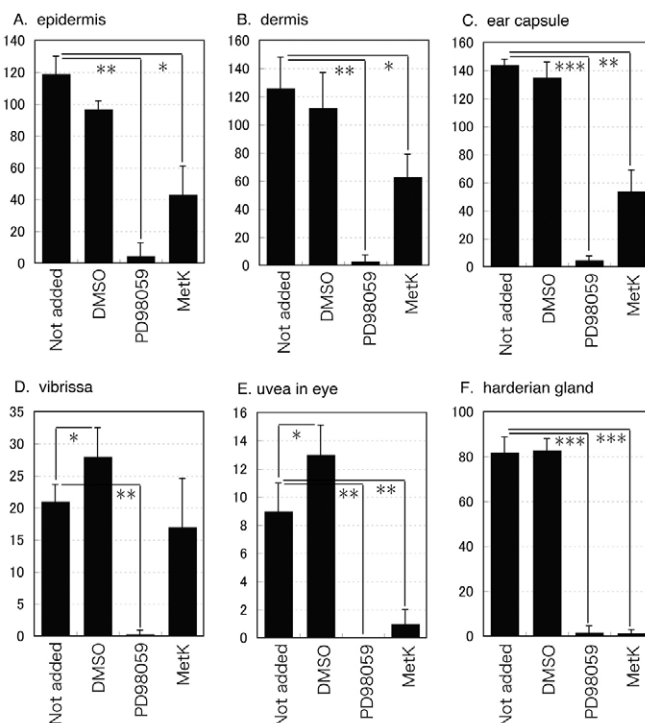 A. epidermis
B. dermis
C. ear capsule
140
120
100
80
60
40
20
0
** *
Not added
DMSO
PD98059
MetK
160
140
120
100
80
60
40
20
0
** *
Not added
DMSO
PD98059
MetK
160
140
120
100
80
60
40
20
0
*** **
Not added
DMSO
PD98059
MetK
D. vibrissa
E. uvea in eye
F. harderian gland
35
30
25
20
15
10
5
0
*
**
Not added
DMSO
PD98059
MetK
16
14
12
10
8
6
4
2
0
*
** **
Not added
DMSO
PD98059
MetK
100
80
60
40
20
0
*** ***
Not added
DMSO
PD98059
MetK